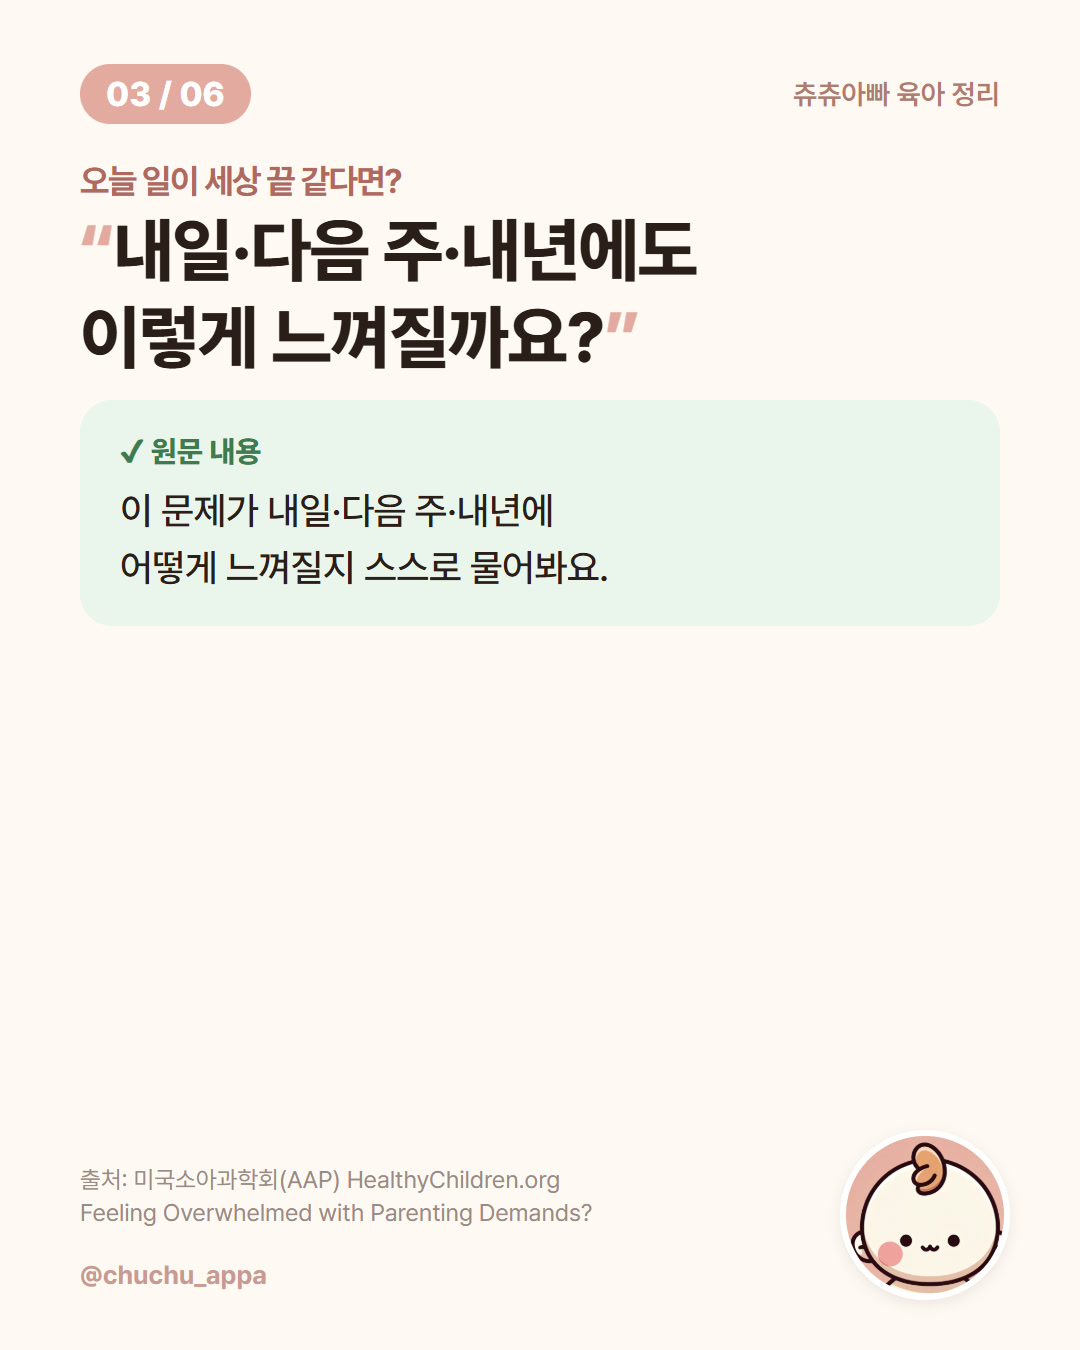 03 / 06
츄츄아빠 육아 정리
오늘 일이 세상 끝 같다면?
“내일·다음 주·내년에도
이렇게 느껴질까요?”
✓ 원문 내용
이 문제가 내일·다음 주·내년에
어떻게 느껴질지 스스로 물어봐요.
출처: 미국소아과학회(AAP) HealthyChildren.org
Feeling Overwhelmed with Parenting Demands?
@chuchu_appa